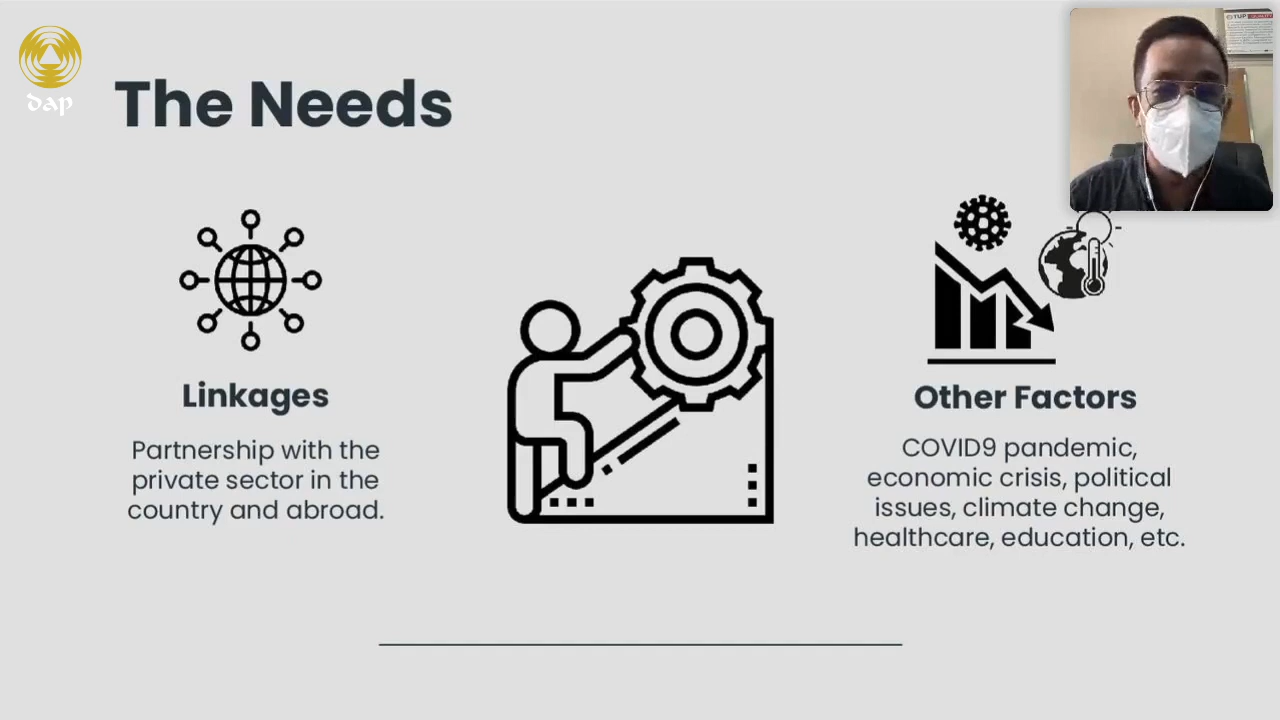 dap
The Needs
Linkages
Partnership with the
private sector in the
country and abroad.
Other Factors
COVID9 pandemic,
economic crisis, political
issues, climate change,
healthcare, education, etc.
TUP